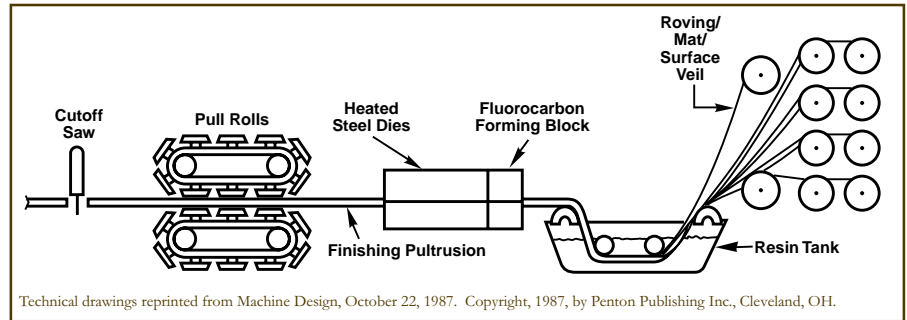 Roving/
Mat/
Surface
Veil
Cutoff
Saw
Pull Rolls
Heated
Steel Dies
Fluorocarbon
Forming Block
Finishing Pultrusion
Resin Tank
Technical drawings reprinted from Machine Design, October 22, 1987. Copyright, 1987, by Penton Publishing Inc., Cleveland, OH.